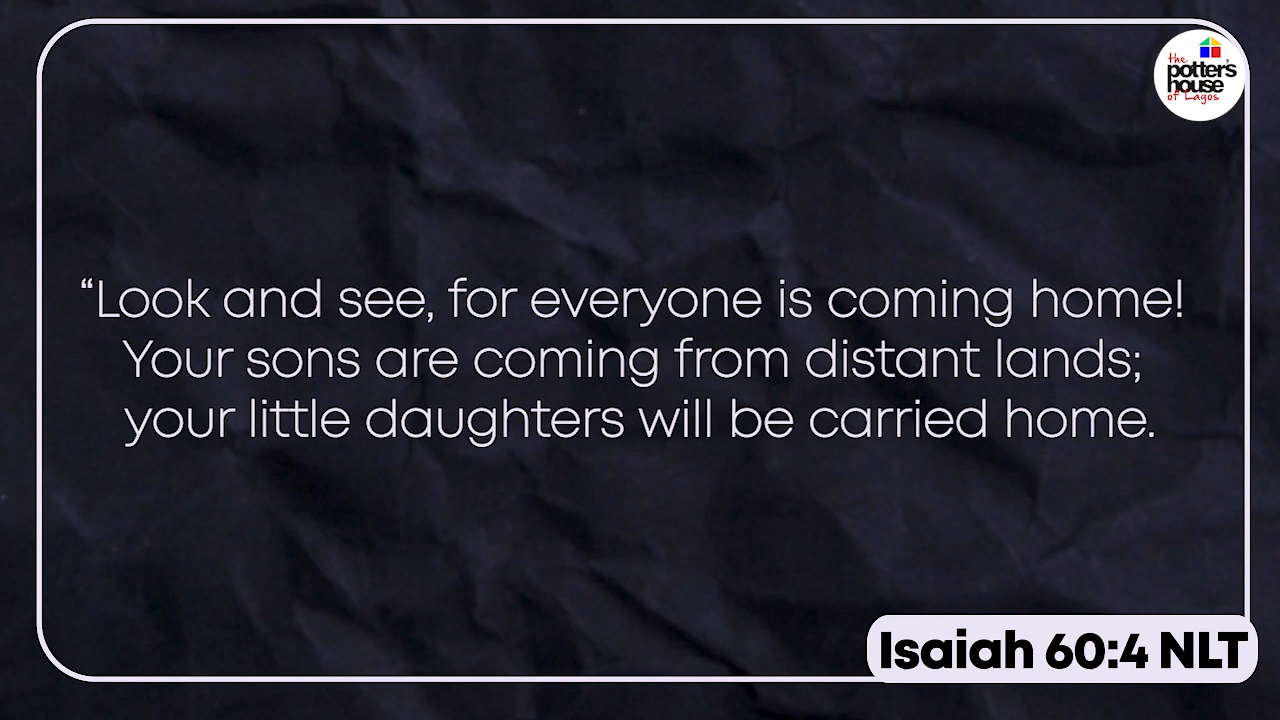 the
potter's
house
of Lagos
“Look and see, for everyone is coming home!
Your sons are coming from distant lands;
your little daughters will be carried home.
Isaiah 60:4 NLT